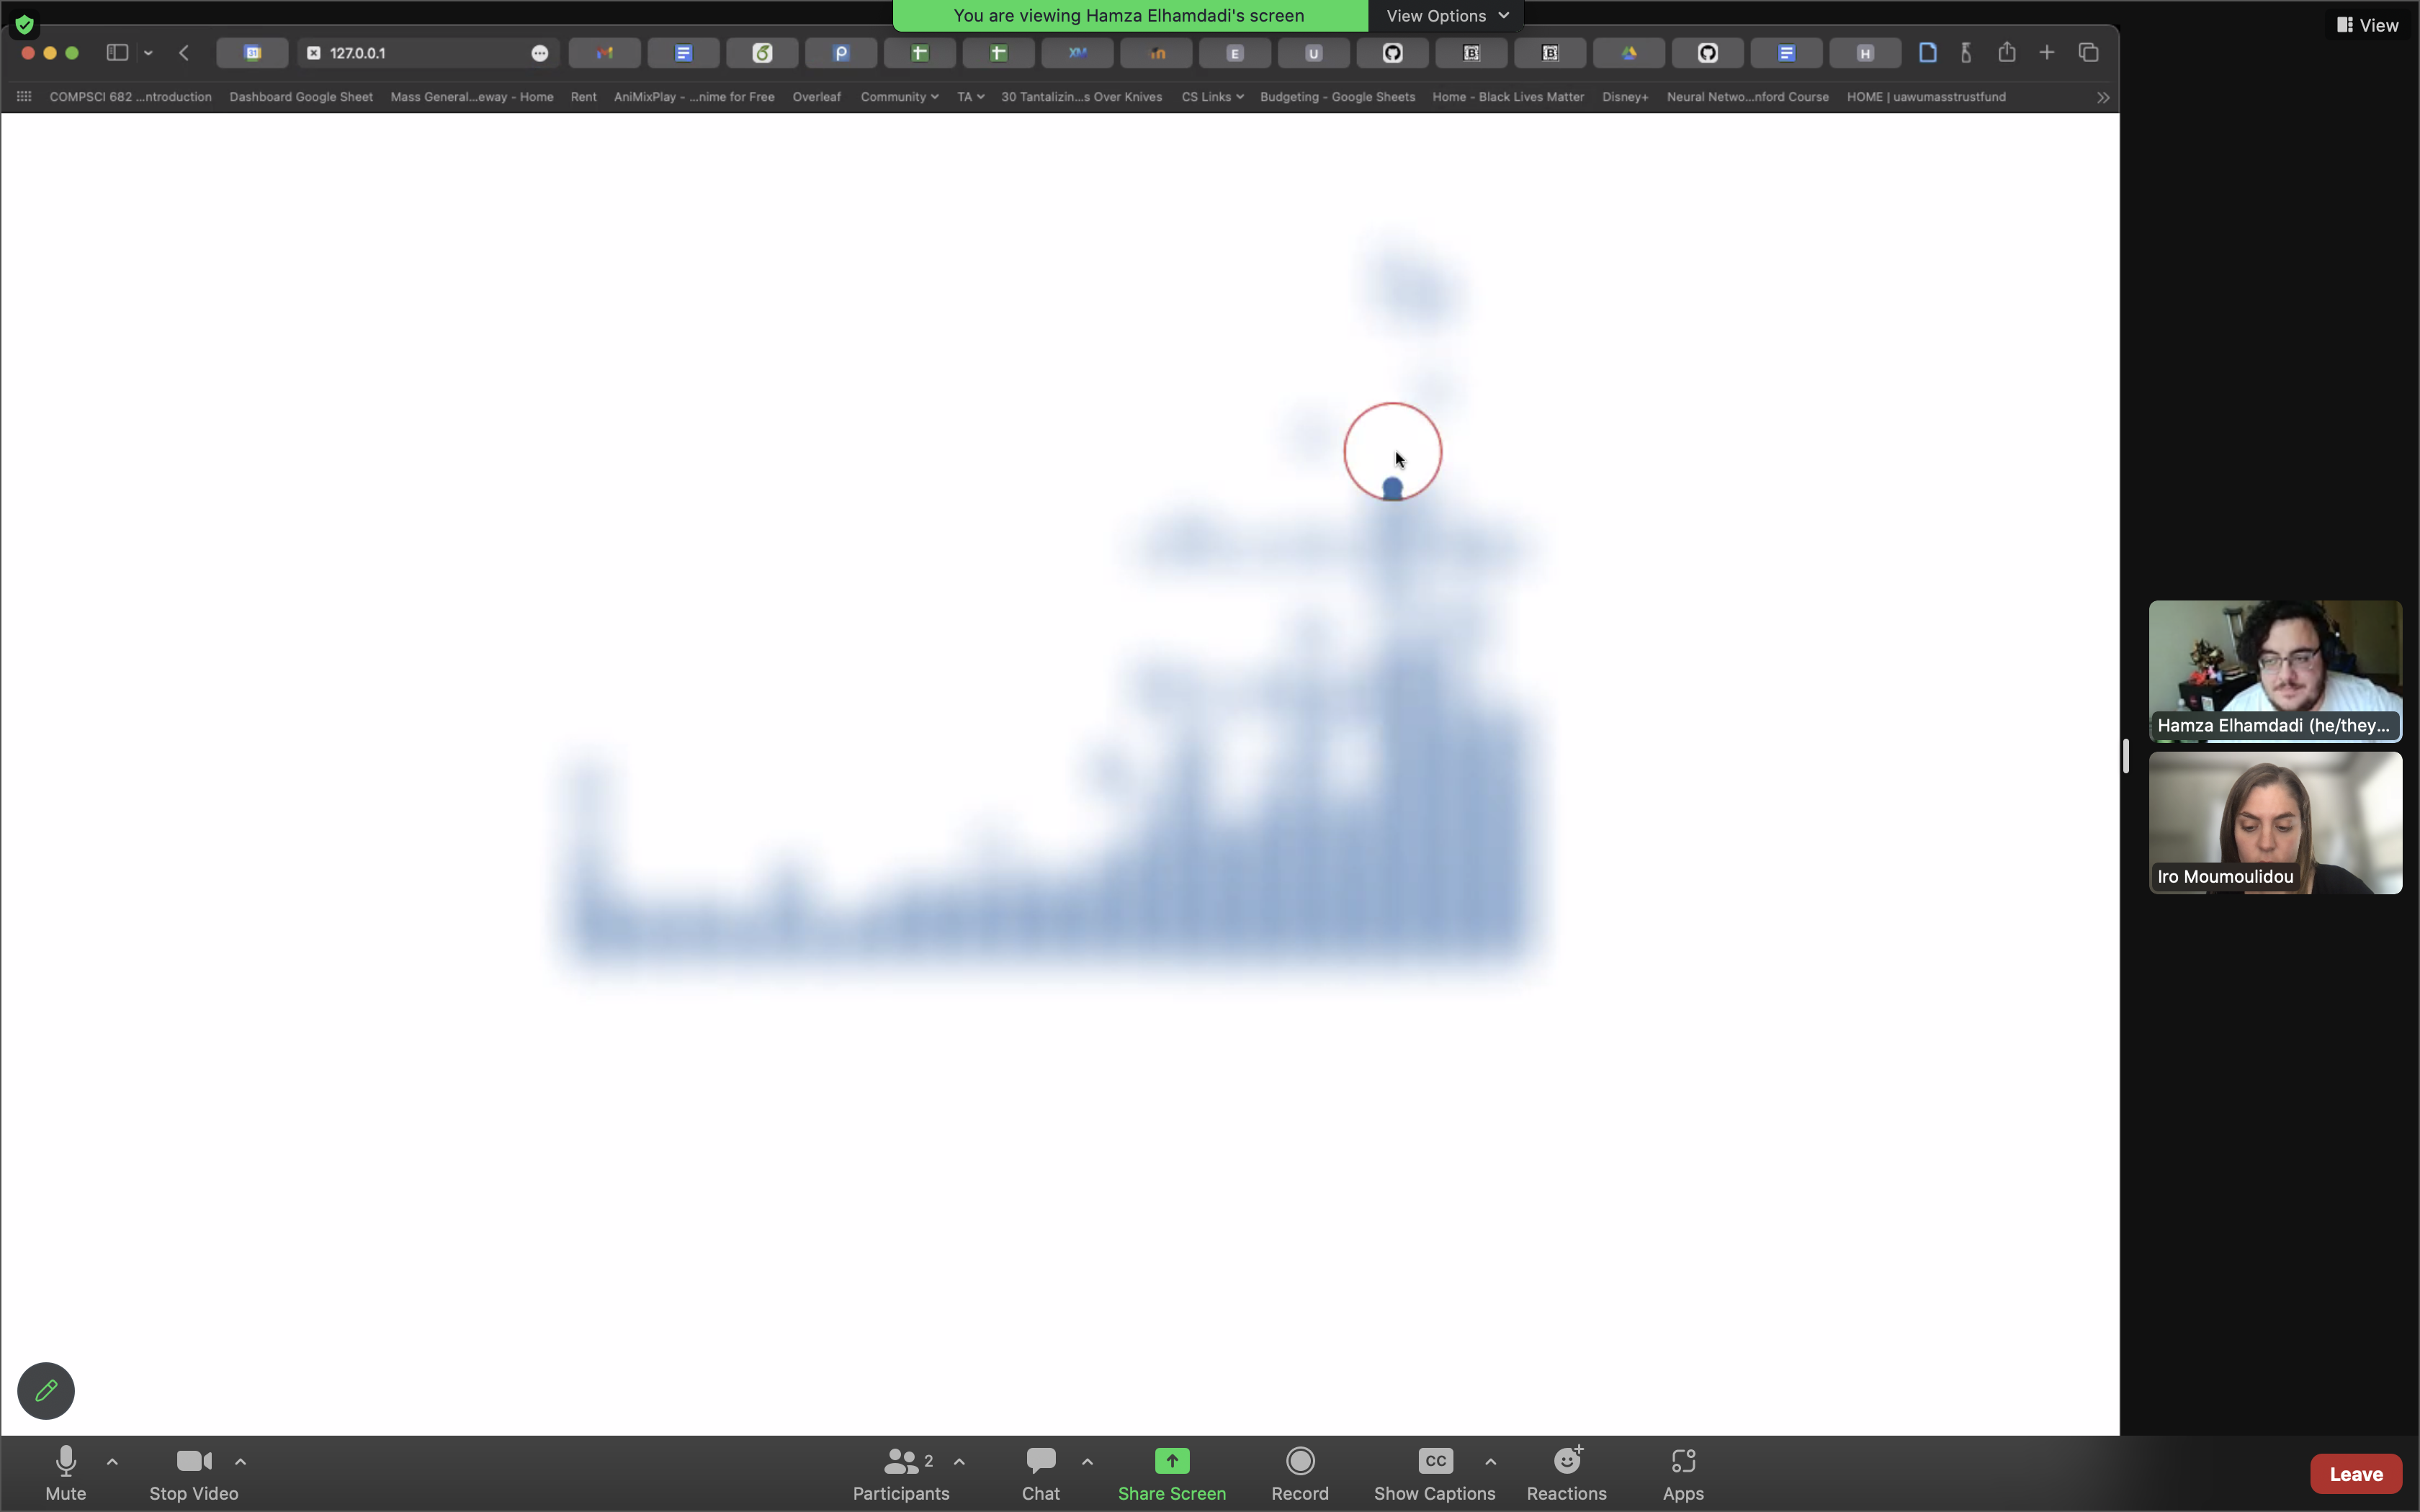 You are viewing Hamza Elhamdadi's screen
View Options
View
127.0.0.1
COMPSCI 682 ...ntroduction
Dashboard Google Sheet
Mass General...eway - Home
Rent
AniMixPlay - ...nime for Free
Overleaf
Community
TA
30 Tantalizin...s Over Knives
CS Links
Budgeting - Google Sheets
Home - Black Lives Matter
Disney+
Neural Netwo...nford Course
HOME | uawumasstrustfund
Hamza Elhamdadi (he/they...
Iro Moumoulidou
Mute
Stop Video
Participants
2
Chat
Share Screen
Record
CC
Show Captions
Reactions
Apps
Leave